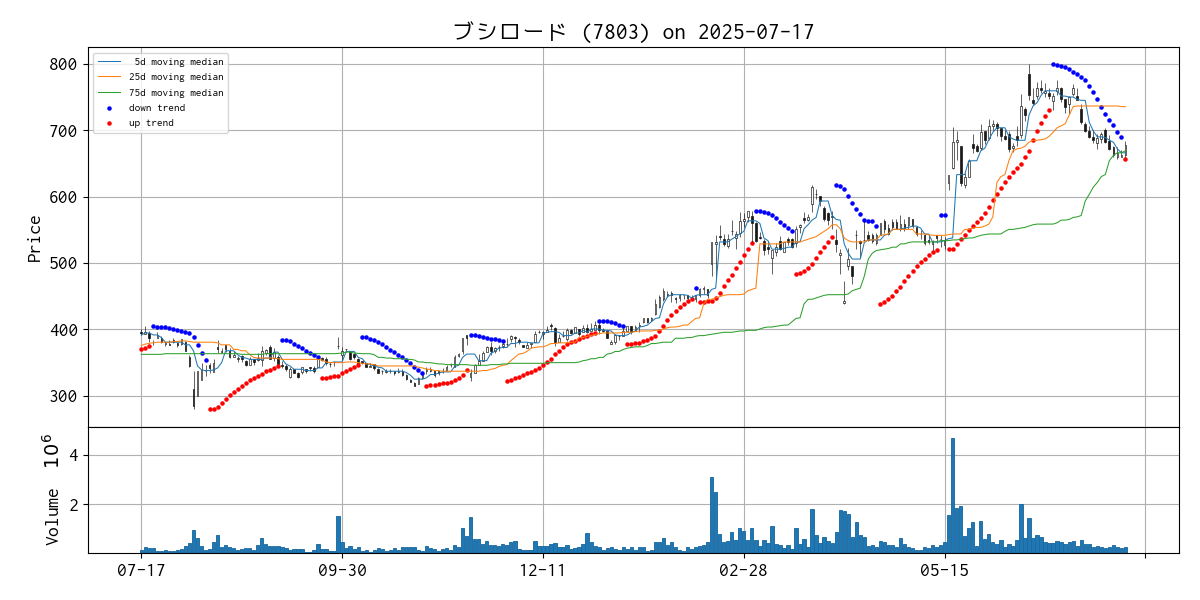 ブシロード (7803) on 2025-07-17
5d moving median
25d moving median
75d moving median
down trend
up trend
Price
800
700
600
500
400
300
Volume 10^6
4
2
07-17
09-30
12-11
02-28
05-15